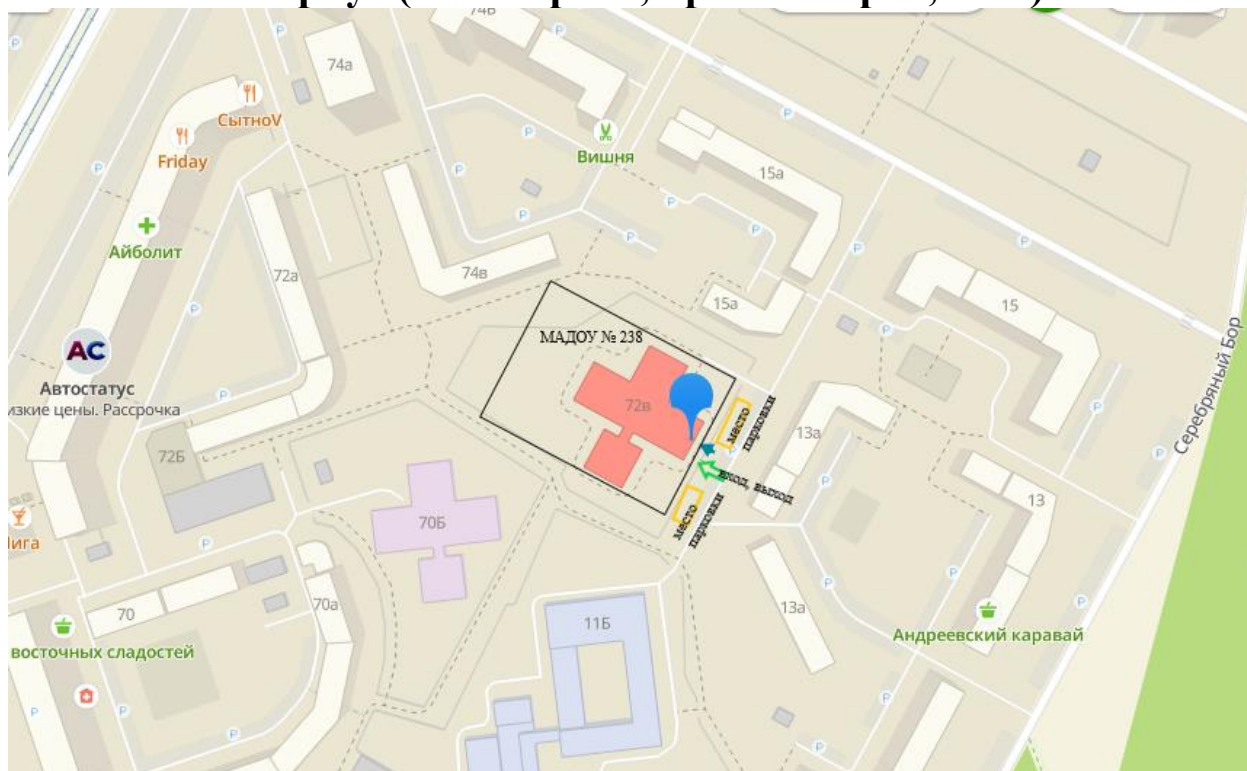 74Б
74а
СытноV
Friday
Вишня
15а
Айболит
72а
74в
15а
15
МАДОУ № 238
АС
Автостатус
изкие цены. Рассрочка
72в
место
парковки
13а
Серебряный Бор
72Б
вход, выход
место
парковки
13
70Б
70
70а
11Б
13а
Андреевский каравай
восточных сладостей